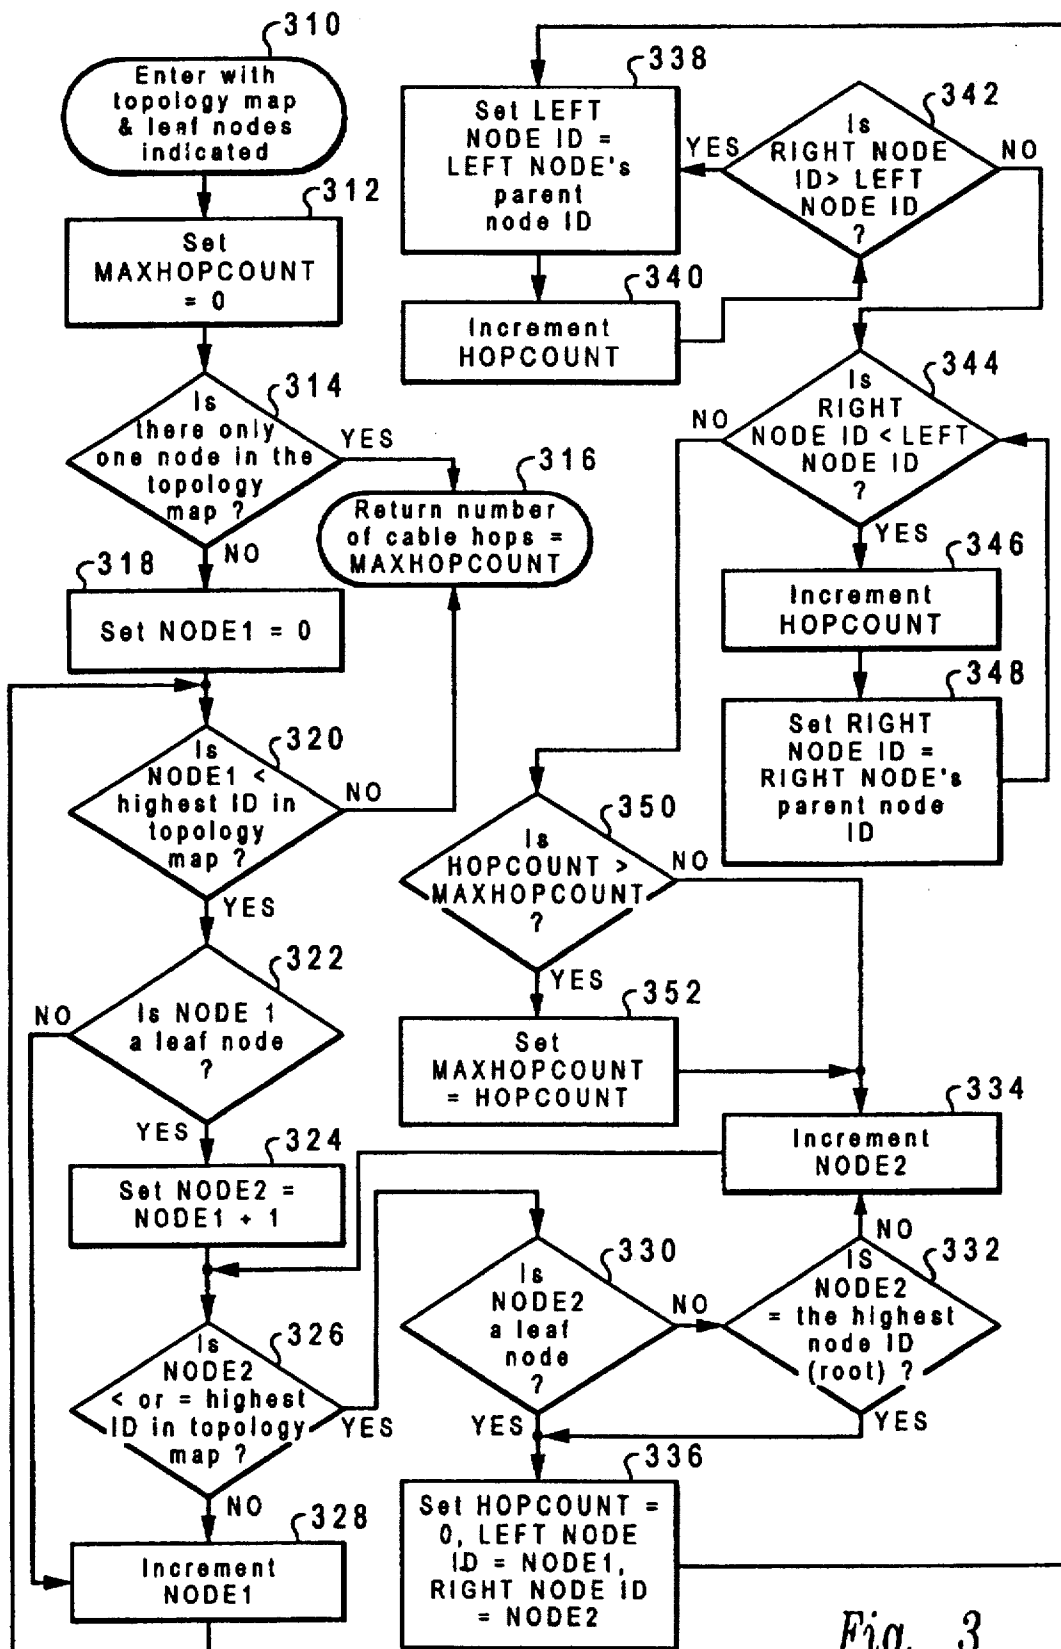 310
Enter with
topology map
& leaf nodes
indicated
312
Set
MAXHOPCOUNT
= 0
314
Is
there only
one node in the
topology
map ?
YES
NO
316
Return number
of cable hops =
MAXHOPCOUNT
318
Set NODE1 = 0
320
Is
NODE1 <
highest ID in
topology
map ?
NO
YES
322
Is NODE 1
a leaf node
?
NO
YES
324
Set NODE2 =
NODE1 + 1
326
Is
NODE2
< or = highest
ID in topology
map ?
YES
NO
328
Increment
NODE1
338
Set LEFT
NODE ID =
LEFT NODE's
parent
node ID
340
Increment
HOPCOUNT
342
Is
RIGHT NODE
ID> LEFT
NODE ID
?
YES
NO
344
Is
RIGHT
NODE ID < LEFT
NODE ID
?
NO
YES
346
Increment
HOPCOUNT
348
Set RIGHT
NODE ID =
RIGHT NODE's
parent node
ID
350
Is
HOPCOUNT >
MAXHOPCOUNT
?
NO
YES
352
Set
MAXHOPCOUNT
= HOPCOUNT
334
Increment
NODE2
330
Is
NODE2
a leaf
node
?
NO
YES
332
IS
NODE2
= the highest
node ID
(root) ?
NO
YES
336
Set HOPCOUNT =
0, LEFT NODE
ID = NODE1,
RIGHT NODE ID
= NODE2
Fig. 3